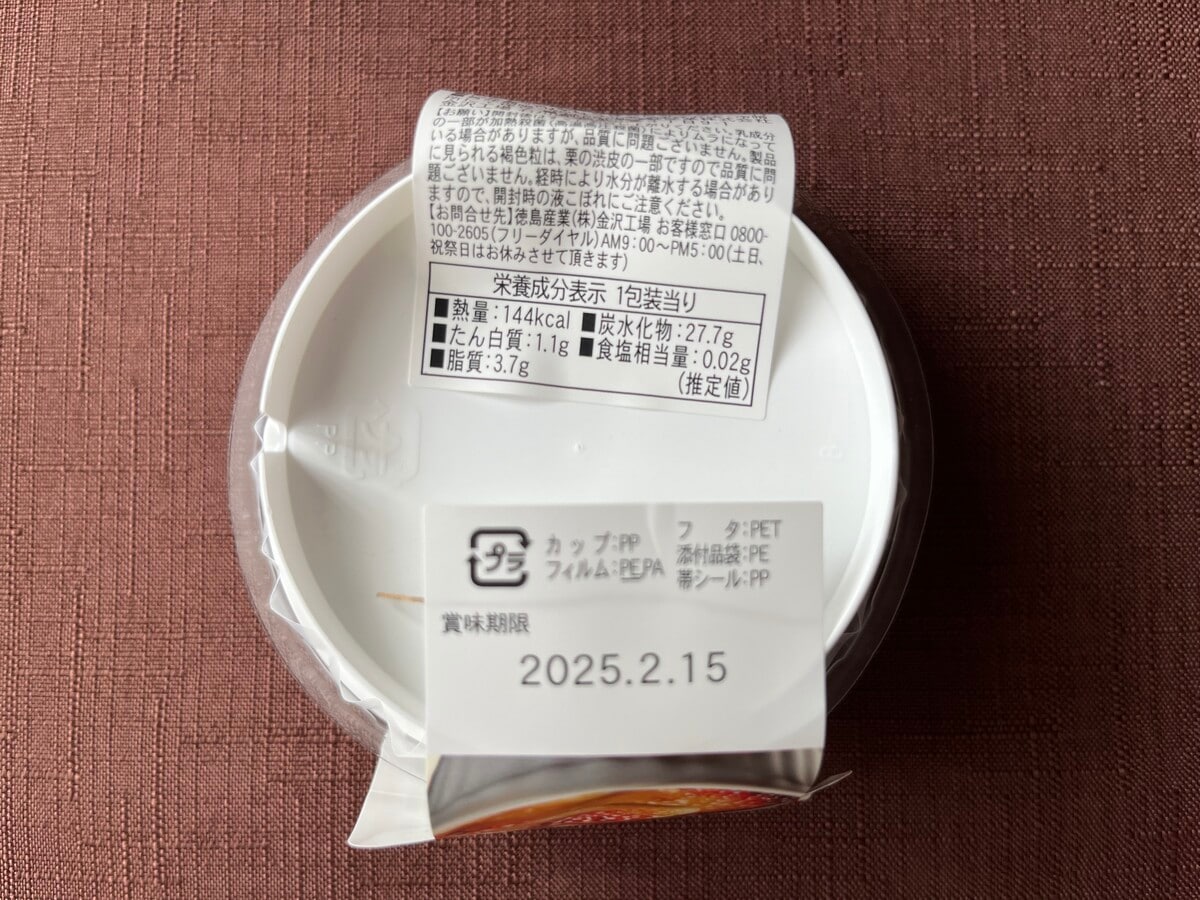 の一部が加熱殺菌
乳成分
いる場合がありますが、品質に問題ございません。製品
に見られる褐色粒は、栗の渋皮の一部ですので品質に問
題ございません。経時により水分が離水する場合があり
ますので、開封時の液こぼれにご注意ください。
【お問合せ先】徳島産業(株)金沢工場 お客様窓口 0800-
100-2605(フリーダイヤル)AM9:00〜PM5:00(土日、
祝祭日はお休みさせて頂きます)
栄養成分表示 1包装当り
■熱量:144kcal ■炭水化物:27.7g
■たん白質:1.1g ■食塩相当量:0.02g
■脂質:3.7g (推定値)
PP
プラ
カップ:PP フタ:PET
フィルム:PE,PA 添付品袋:PE
帯シール:PP
賞味期限
2025.2.15